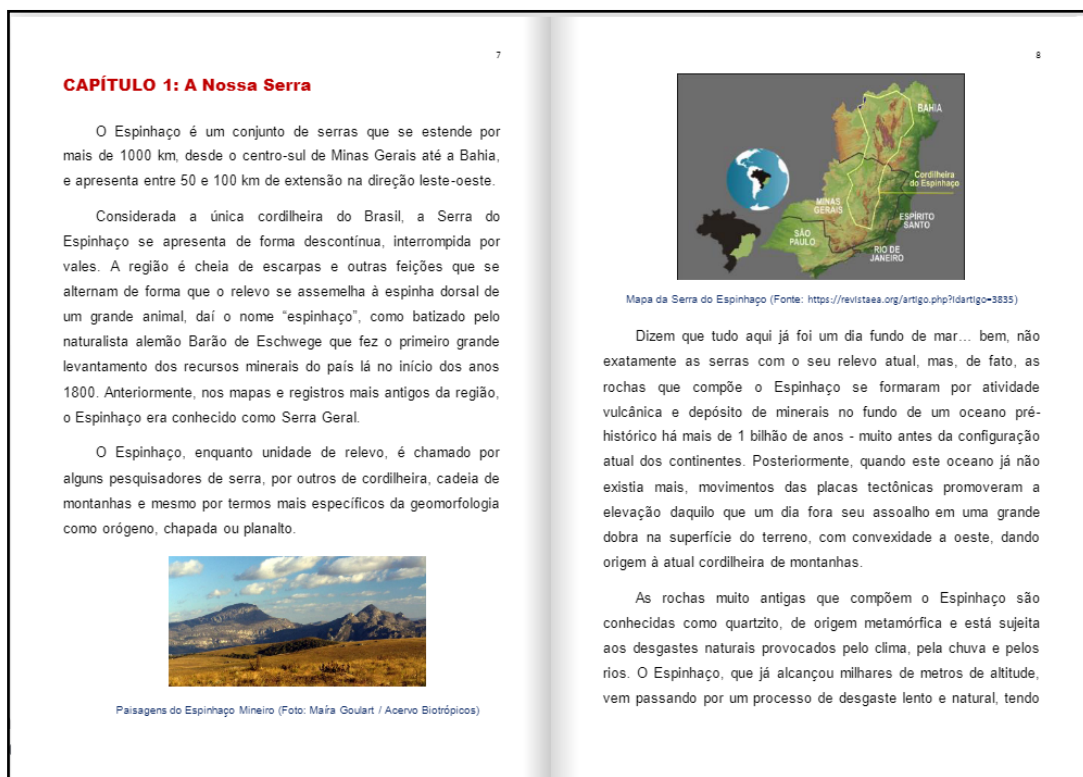 7
CAPÍTULO 1: A Nossa Serra
O Espinhaço é um conjunto de serras que se estende por
mais de 1000 km, desde o centro-sul de Minas Gerais até a Bahia,
e apresenta entre 50 e 100 km de extensão na direção leste-oeste.
Considerada a única cordilheira do Brasil, a Serra do
Espinhaço se apresenta de forma descontínua, interrompida por
vales. A região é cheia de escarpas e outras feições que se
alternam de forma que o relevo se assemelha à espinha dorsal de
um grande animal, daí o nome “espinhaço”, como batizado pelo
naturalista alemão Barão de Eschwege que fez o primeiro grande
levantamento dos recursos minerais do país lá no início dos anos
1800. Anteriormente, nos mapas e registros mais antigos da região,
o Espinhaço era conhecido como Serra Geral.
O Espinhaço, enquanto unidade de relevo, é chamado por
alguns pesquisadores de serra, por outros de cordilheira, cadeia de
montanhas e mesmo por termos mais específicos da geomorfologia
como orógeno, chapada ou planalto.
Paisagens do Espinhaço Mineiro (Foto: Maíra Goulart / Acervo Biotrópicos)
8
BAHIA
Cordilheira
do Espinhaço
MINAS
GERAIS
ESPÍRITO
SANTO
SÃO
PAULO
RIO DE
JANEIRO
Mapa da Serra do Espinhaço (Fonte: https://revistaea.org/artigo.php?idartigo=3835)
Dizem que tudo aqui já foi um dia fundo de mar... bem, não
exatamente as serras com o seu relevo atual, mas, de fato, as
rochas que compõe o Espinhaço se formaram por atividade
vulcânica e depósito de minerais no fundo de um oceano pré-
histórico há mais de 1 bilhão de anos - muito antes da configuração
atual dos continentes. Posteriormente, quando este oceano já não
existia mais, movimentos das placas tectônicas promoveram a
elevação daquilo que um dia fora seu assoalho em uma grande
dobra na superfície do terreno, com convexidade a oeste, dando
origem à atual cordilheira de montanhas.
As rochas muito antigas que compõem o Espinhaço são
conhecidas como quartzito, de origem metamórfica e está sujeita
aos desgastes naturais provocados pelo clima, pela chuva e pelos
rios. O Espinhaço, que já alcançou milhares de metros de altitude,
vem passando por um processo de desgaste lento e natural, tendo